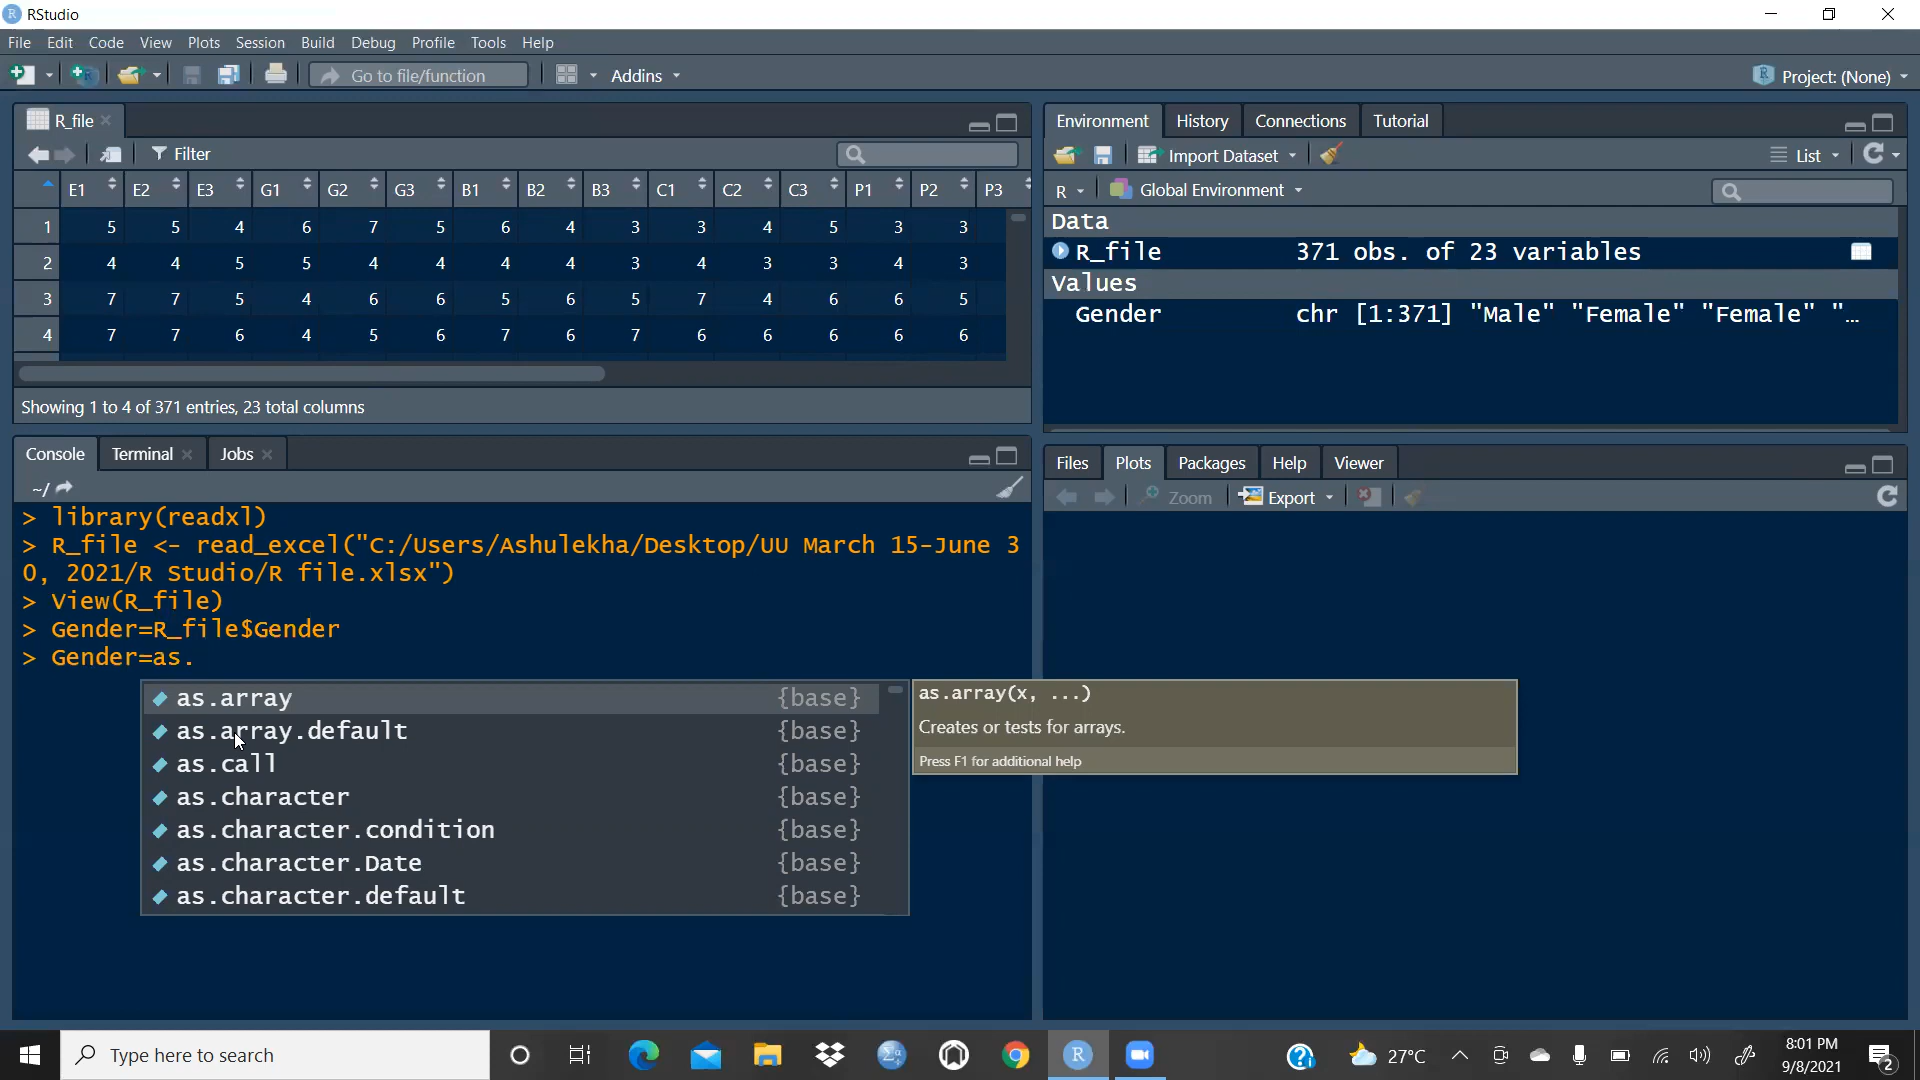 RStudio
File Edit Code View Plots Session Build Debug Profile Tools Help
Go to file/function Addins Project: (None)
R_file
Filter
E1 E2 E3 G1 G2 G3 B1 B2 B3 C1 C2 C3 P1 P2 P3
1 5 5 4 6 7 5 6 4 3 3 4 5 3 3
2 4 4 5 5 4 4 4 4 3 4 3 3 4 3
3 7 7 5 4 6 6 5 6 5 7 4 6 6 5
4 7 7 6 4 5 6 7 6 7 6 6 6 6 6
Showing 1 to 4 of 371 entries, 23 total columns
Console Terminal Jobs
~/
> library(readxl)
> R_file <- read_excel("C:/Users/Ashulekha/Desktop/UU March 15-June 3
0, 2021/R Studio/R file.xlsx")
> View(R_file)
> Gender=R_file$Gender
> Gender=as.
as.array {base}
as.array.default {base}
as.call {base}
as.character {base}
as.character.condition {base}
as.character.Date {base}
as.character.default {base}
as.array(x, ...)
Creates or tests for arrays.
Press F1 for additional help
Environment History Connections Tutorial
Import Dataset List
R Global Environment
Data
R_file 371 obs. of 23 variables
Values
Gender chr [1:371] "Male" "Female" "Female" "…
Files Plots Packages Help Viewer
Zoom Export
Type here to search
27°C
8:01 PM
9/8/2021
2